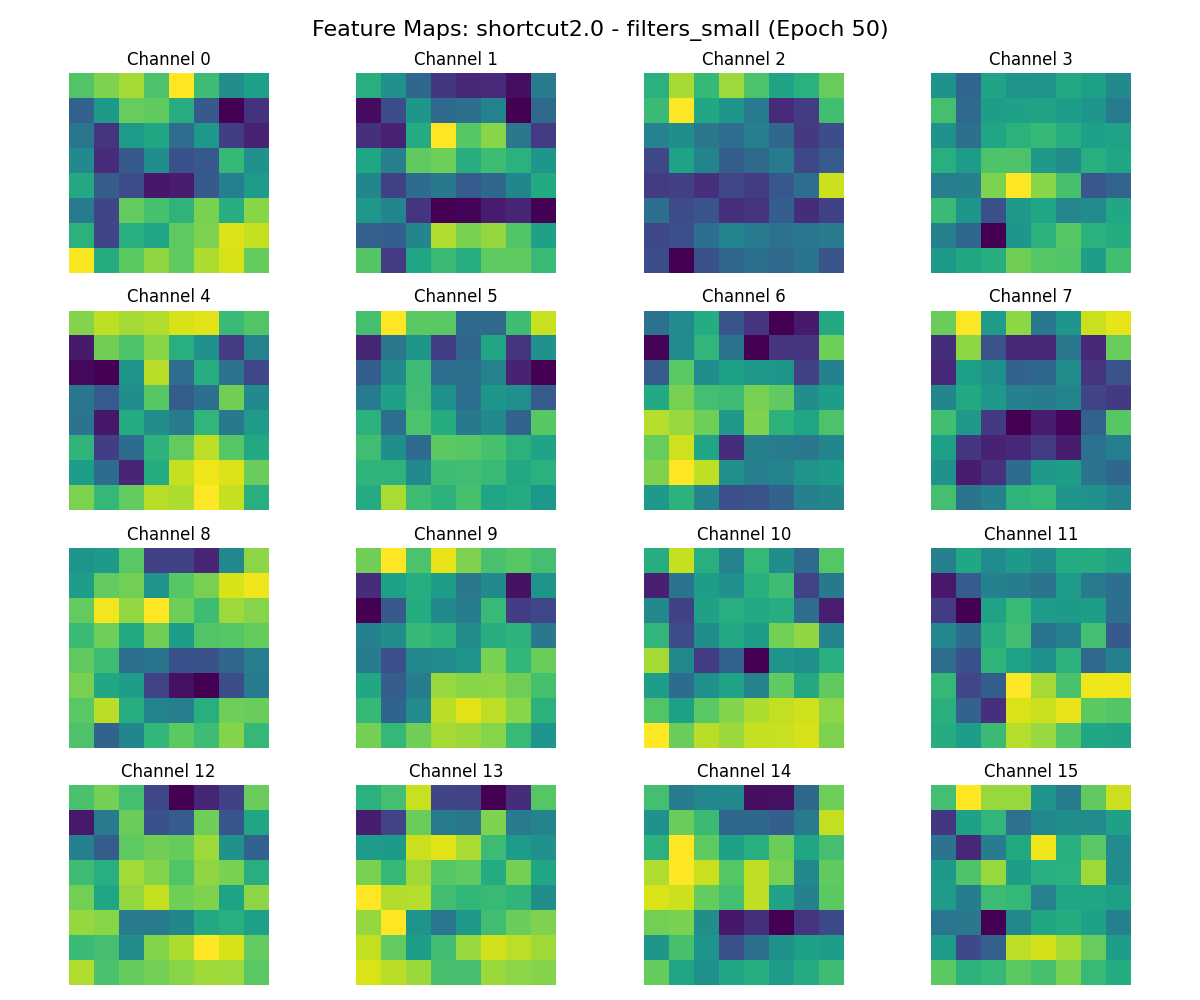 Feature Maps: shortcut2.0 - filters_small (Epoch 50)
Channel 0
Channel 1
Channel 2
Channel 3
Channel 4
Channel 5
Channel 6
Channel 7
Channel 8
Channel 9
Channel 10
Channel 11
Channel 12
Channel 13
Channel 14
Channel 15